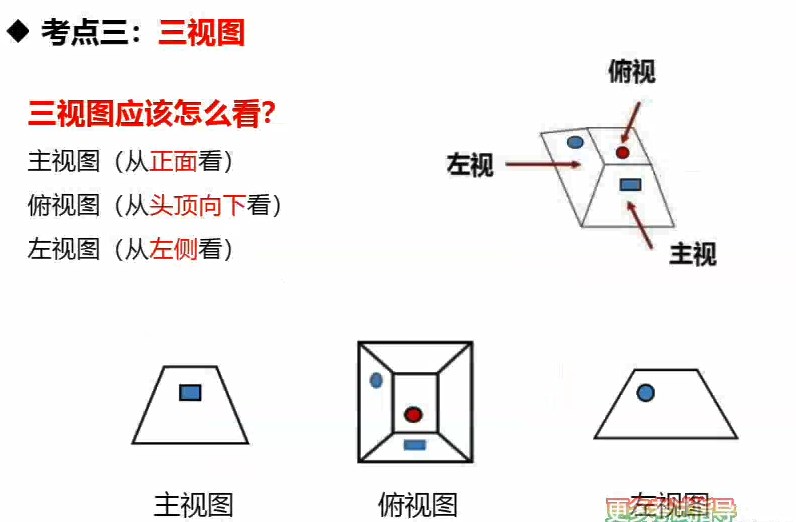 ◆ 考点三：三视图
三视图应该怎么看？
主视图（从正面看）
俯视图（从头顶向下看）
左视图（从左侧看）
俯视
左视
主视
主视图
俯视图
左视图